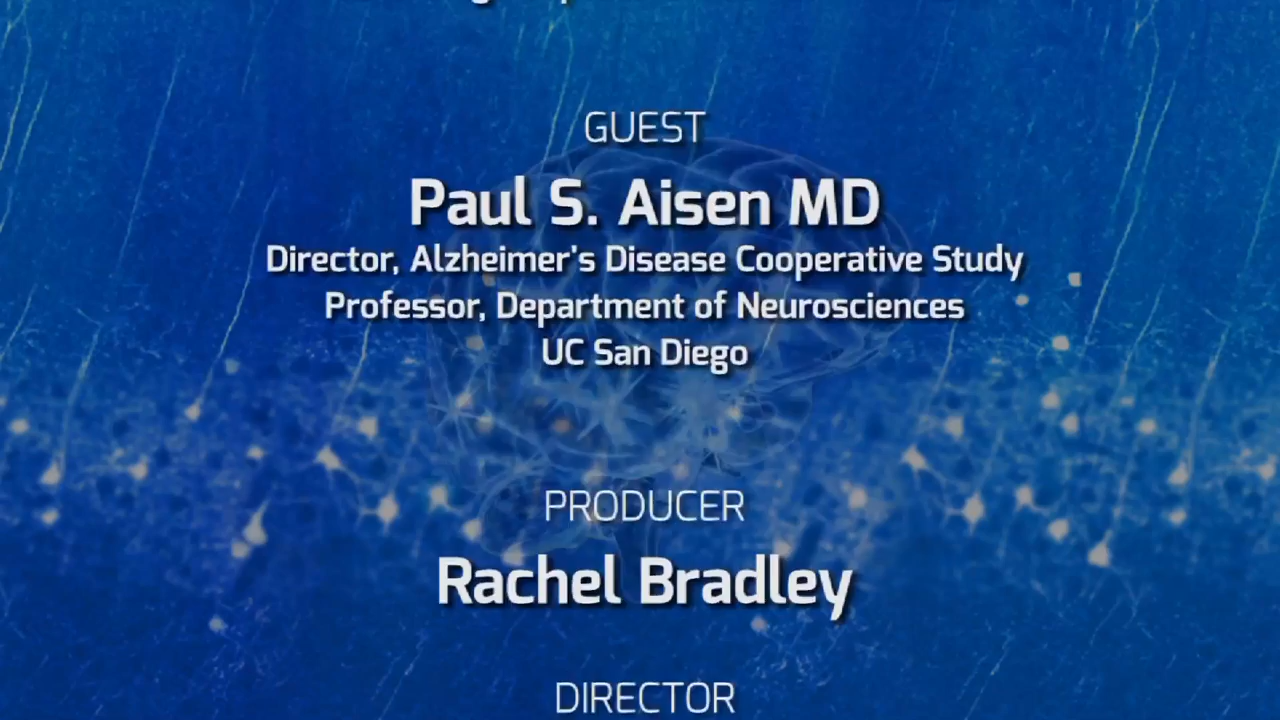 GUEST
Paul S. Aisen MD
Director, Alzheimer's Disease Cooperative Study
Professor, Department of Neurosciences
UC San Diego
PRODUCER
Rachel Bradley
DIRECTOR